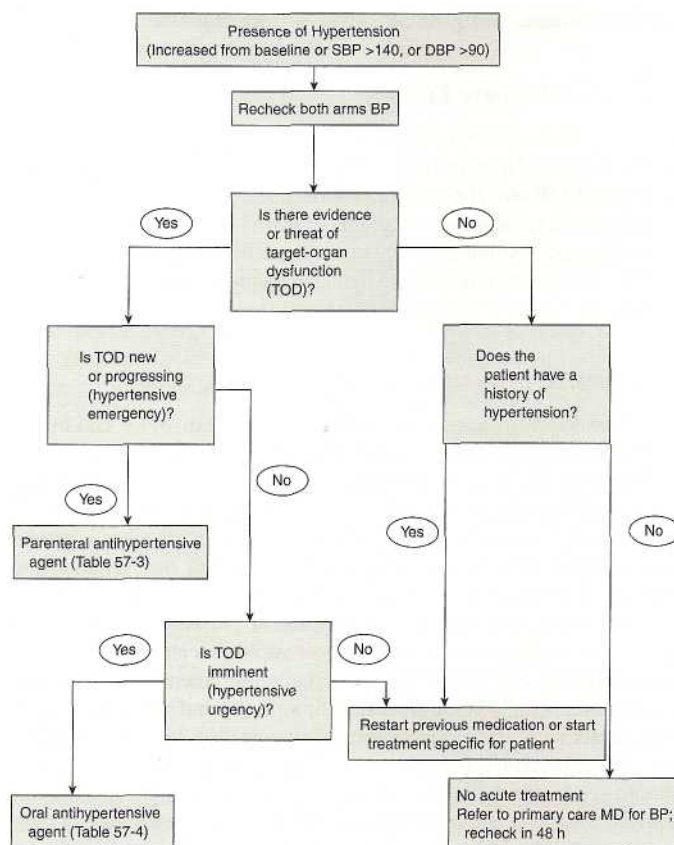 Presence of Hypertension
(Increased from baseline or SBP >140, or DBP >90)
Recheck both arms BP
Is there evidence
or threat of
target-organ
dysfunction
(TOD)?
Yes
No
Is TOD new
or progressing
(hypertensive
emergency)?
Does the
patient have a
history of
hypertension?
Yes
No
Yes
No
Parenteral antihypertensive
agent (Table 57-3)
Is TOD
imminent
(hypertensive
urgency)?
Yes
No
Restart previous medication or start
treatment specific for patient
Oral antihypertensive
agent (Table 57-4)
No acute treatment
Refer to primary care MD for BP;
recheck in 48 h